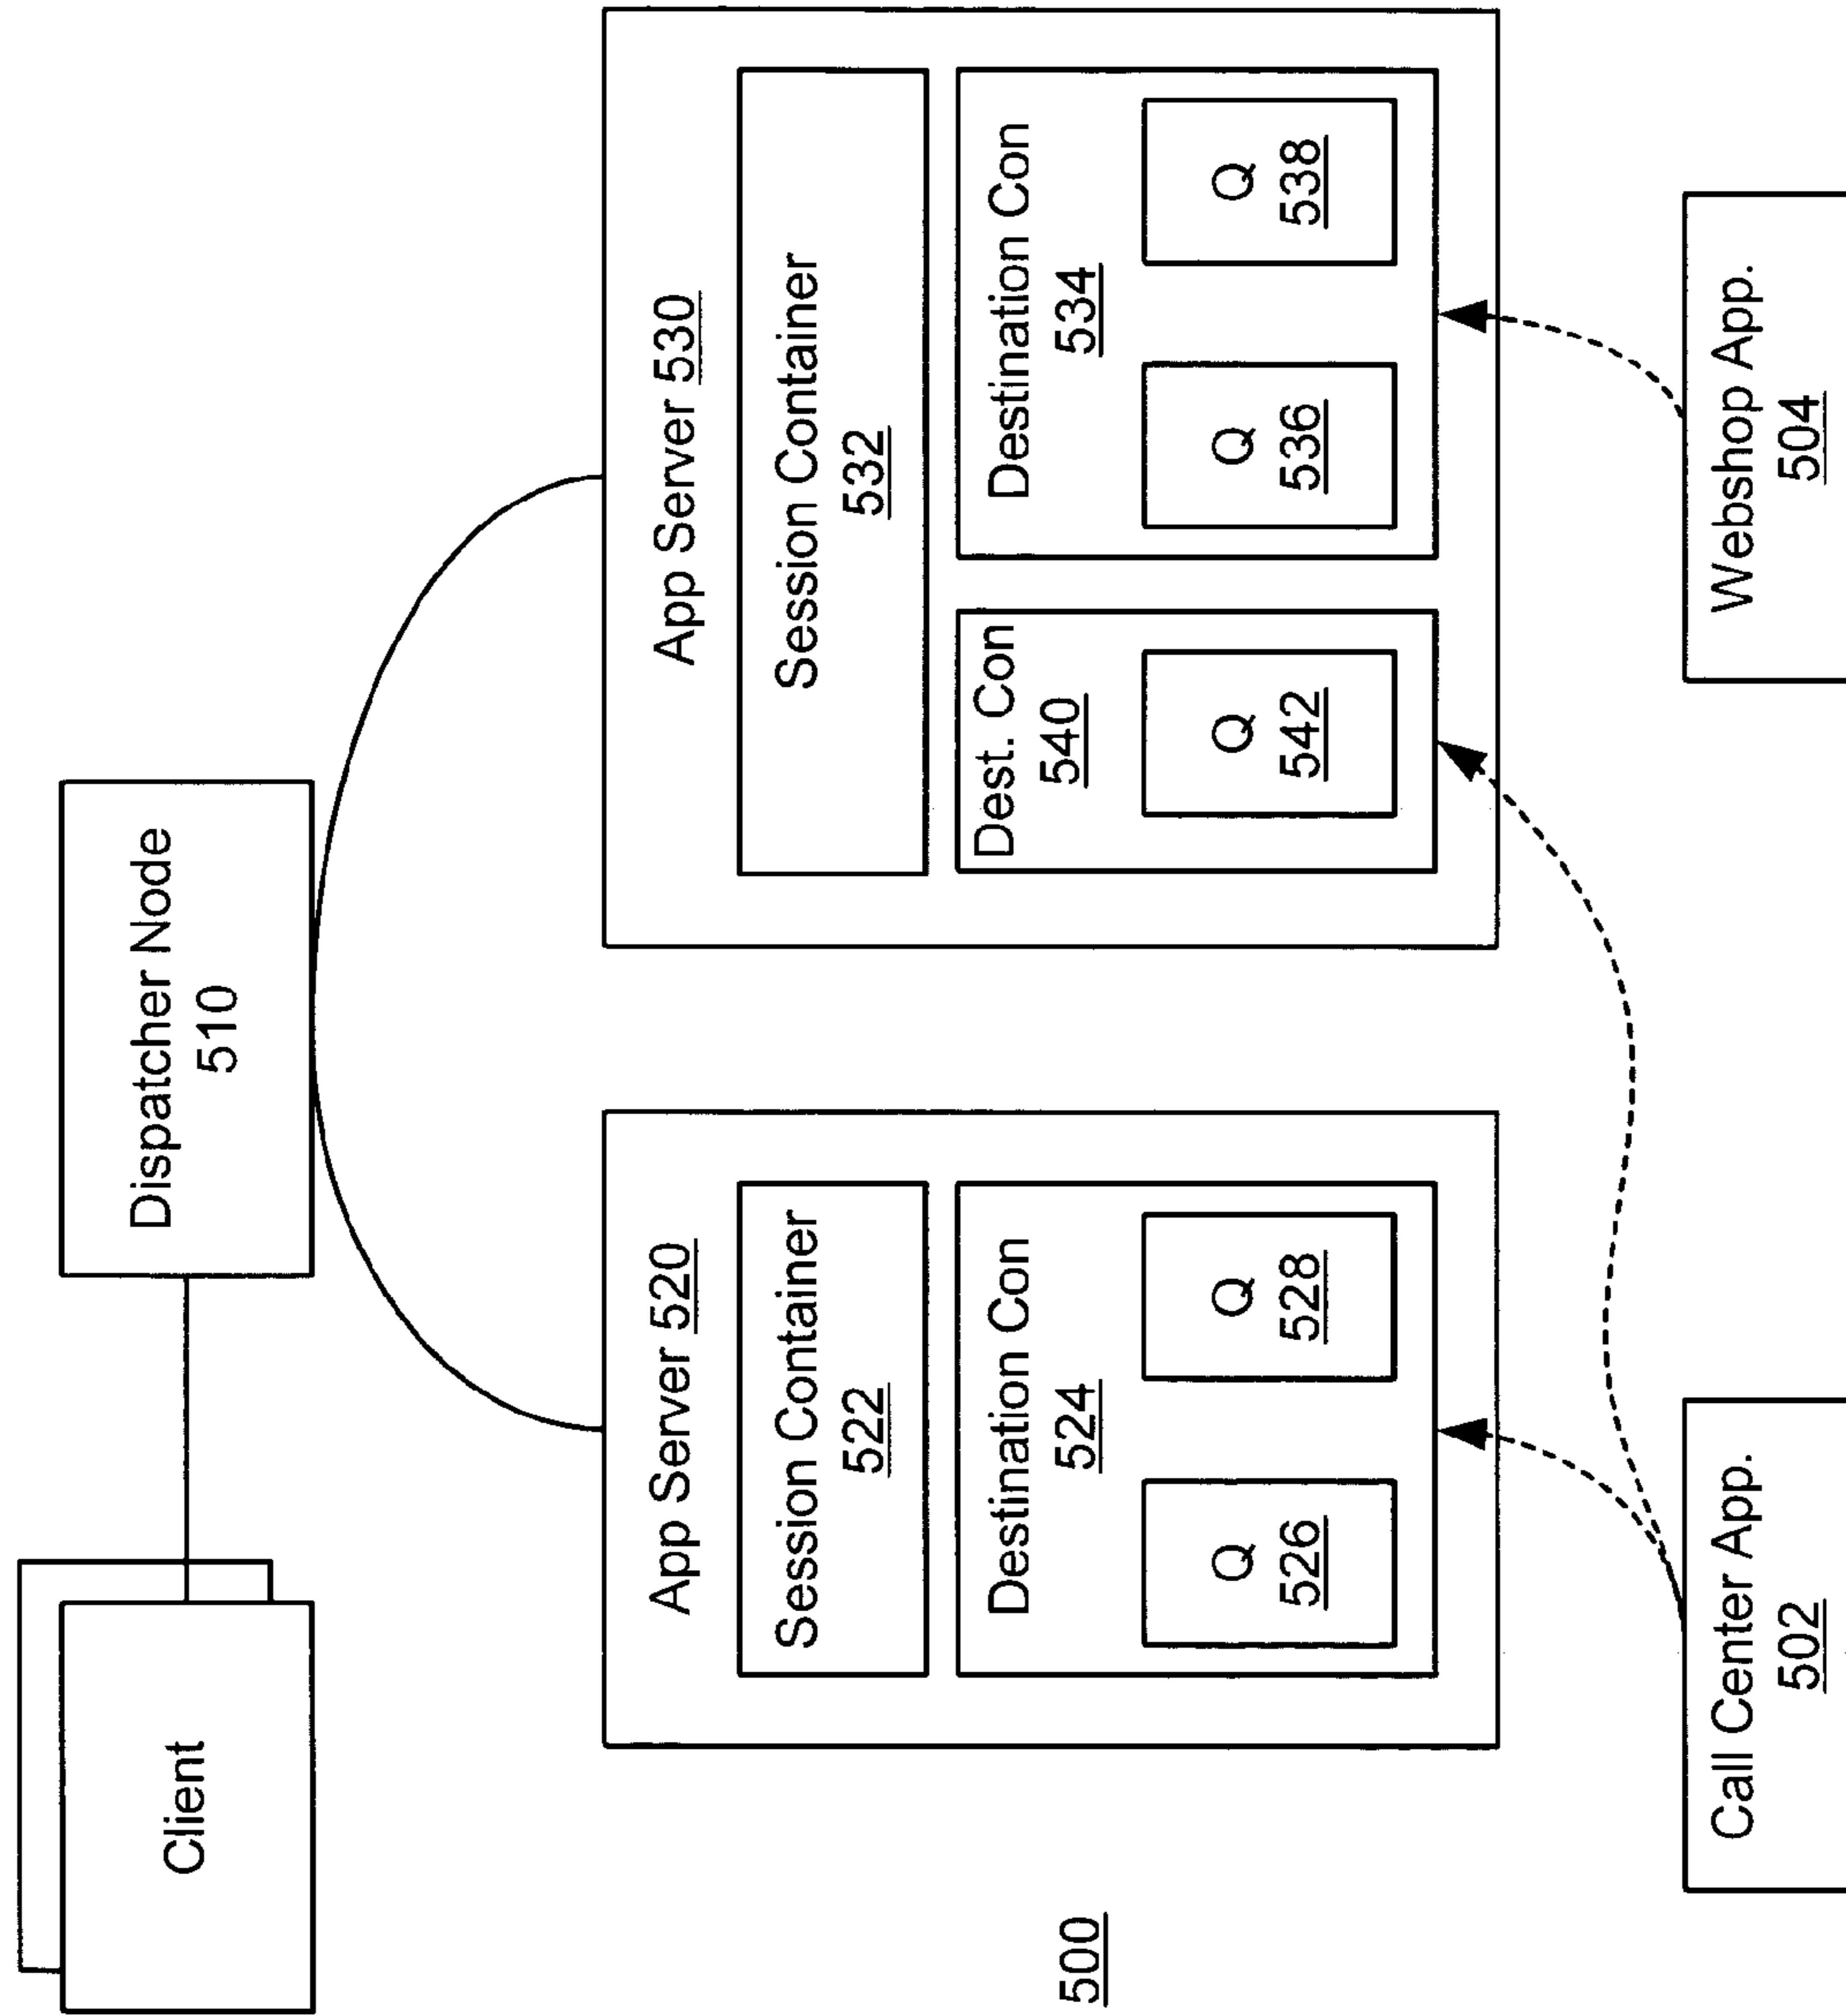 Client
Dispatcher Node
510
App Server 520
Session Container
522
Destination Con
524
Q
526
Q
528
App Server 530
Session Container
532
Dest. Con
540
Q
542
Destination Con
534
Q
536
Q
538
500
Call Center App.
502
Webshop App.
504